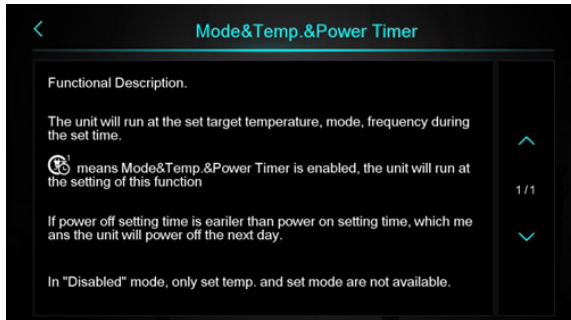 Mode&Temp.&Power Timer
Functional Description.
The unit will run at the set target temperature, mode, frequency during
the set time.
1 means Mode&Temp.&Power Timer is enabled, the unit will run at
the setting of this function
1/1
If power off setting time is eariler than power on setting time, which me
ans the unit will power off the next day.
In "Disabled" mode, only set temp. and set mode are not available.